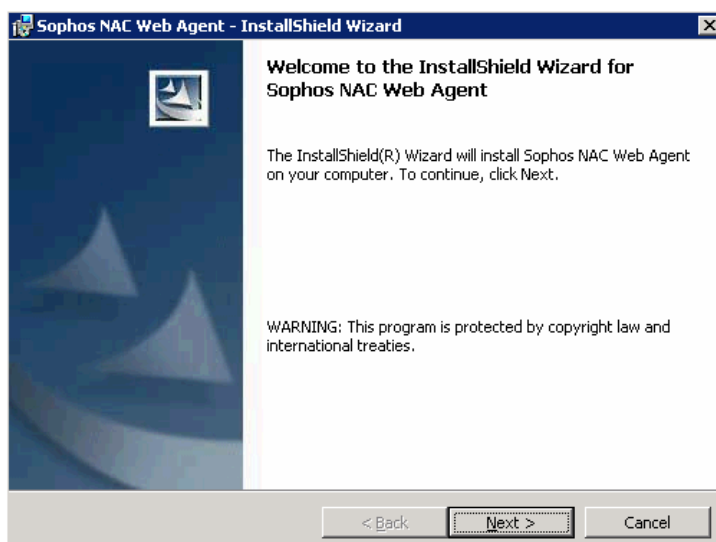 Sophos NAC Web Agent - InstallShield Wizard
Welcome to the InstallShield Wizard for
Sophos NAC Web Agent
The InstallShield(R) Wizard will install Sophos NAC Web Agent
on your computer. To continue, click Next.
WARNING: This program is protected by copyright law and
international treaties.
< Back
Next >
Cancel